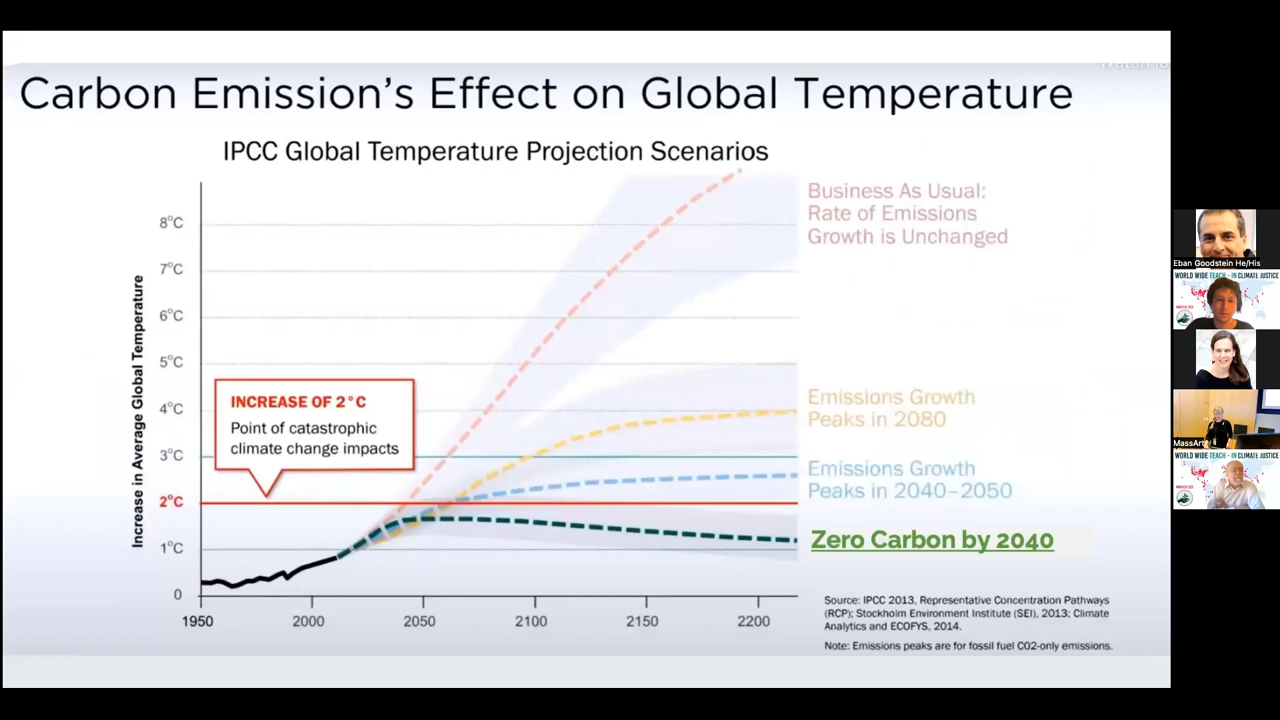 Carbon Emission's Effect on Global Temperature
IPCC Global Temperature Projection Scenarios
Increase in Average Global Temperature
8°C
7°C
6°C
5°C
4°C
3°C
2°C
1°C
0
INCREASE OF 2°C
Point of catastrophic
climate change impacts
1950
2000
2050
2100
2150
2200
Business As Usual:
Rate of Emissions
Growth is Unchanged
Emissions Growth
Peaks in 2080
Emissions Growth
Peaks in 2040–2050
Zero Carbon by 2040
Source: IPCC 2013, Representative Concentration Pathways
(RCP); Stockholm Environment Institute (SEI), 2013; Climate
Analytics and ECOFYS, 2014.
Note: Emissions peaks are for fossil fuel C02-only emissions.
Eban Goodstein He/His
WORLD WIDE TEACH-IN CLIMATE JUSTICE
MassArt
WORLD WIDE TEACH-IN CLIMATE JUSTICE